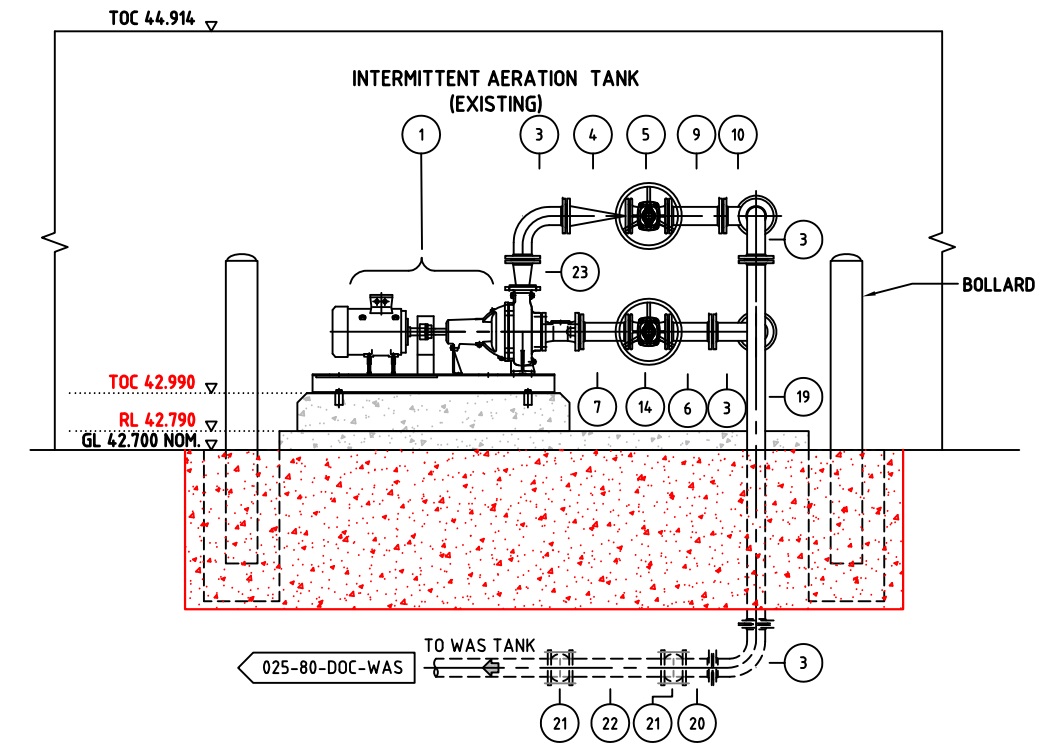 TOC 44.914
INTERMITTENT AERATION TANK
(EXISTING)
1
3
4
5
9
10
3
23
BOLLARD
TOC 42.990
RL 42.790
GL 42.700 NOM.
7
14
6
3
19
TO WAS TANK
025-80-DOC-WAS
3
21
22
21
20